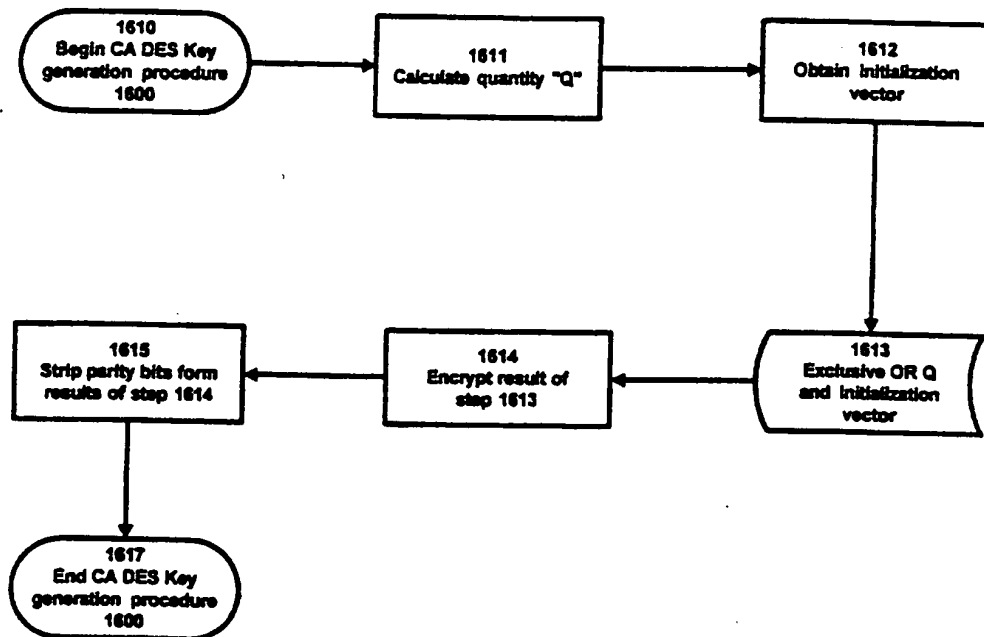 1610
Begin CA DES Key
generation procedure
1600
1611
Calculate quantity "Q"
1612
Obtain initialization
vector
1613
Exclusive OR Q
and initialization
vector
1614
Encrypt result of
step 1613
1615
Strip parity bits form
results of step 1614
1617
End CA DES Key
generation procedure
1600